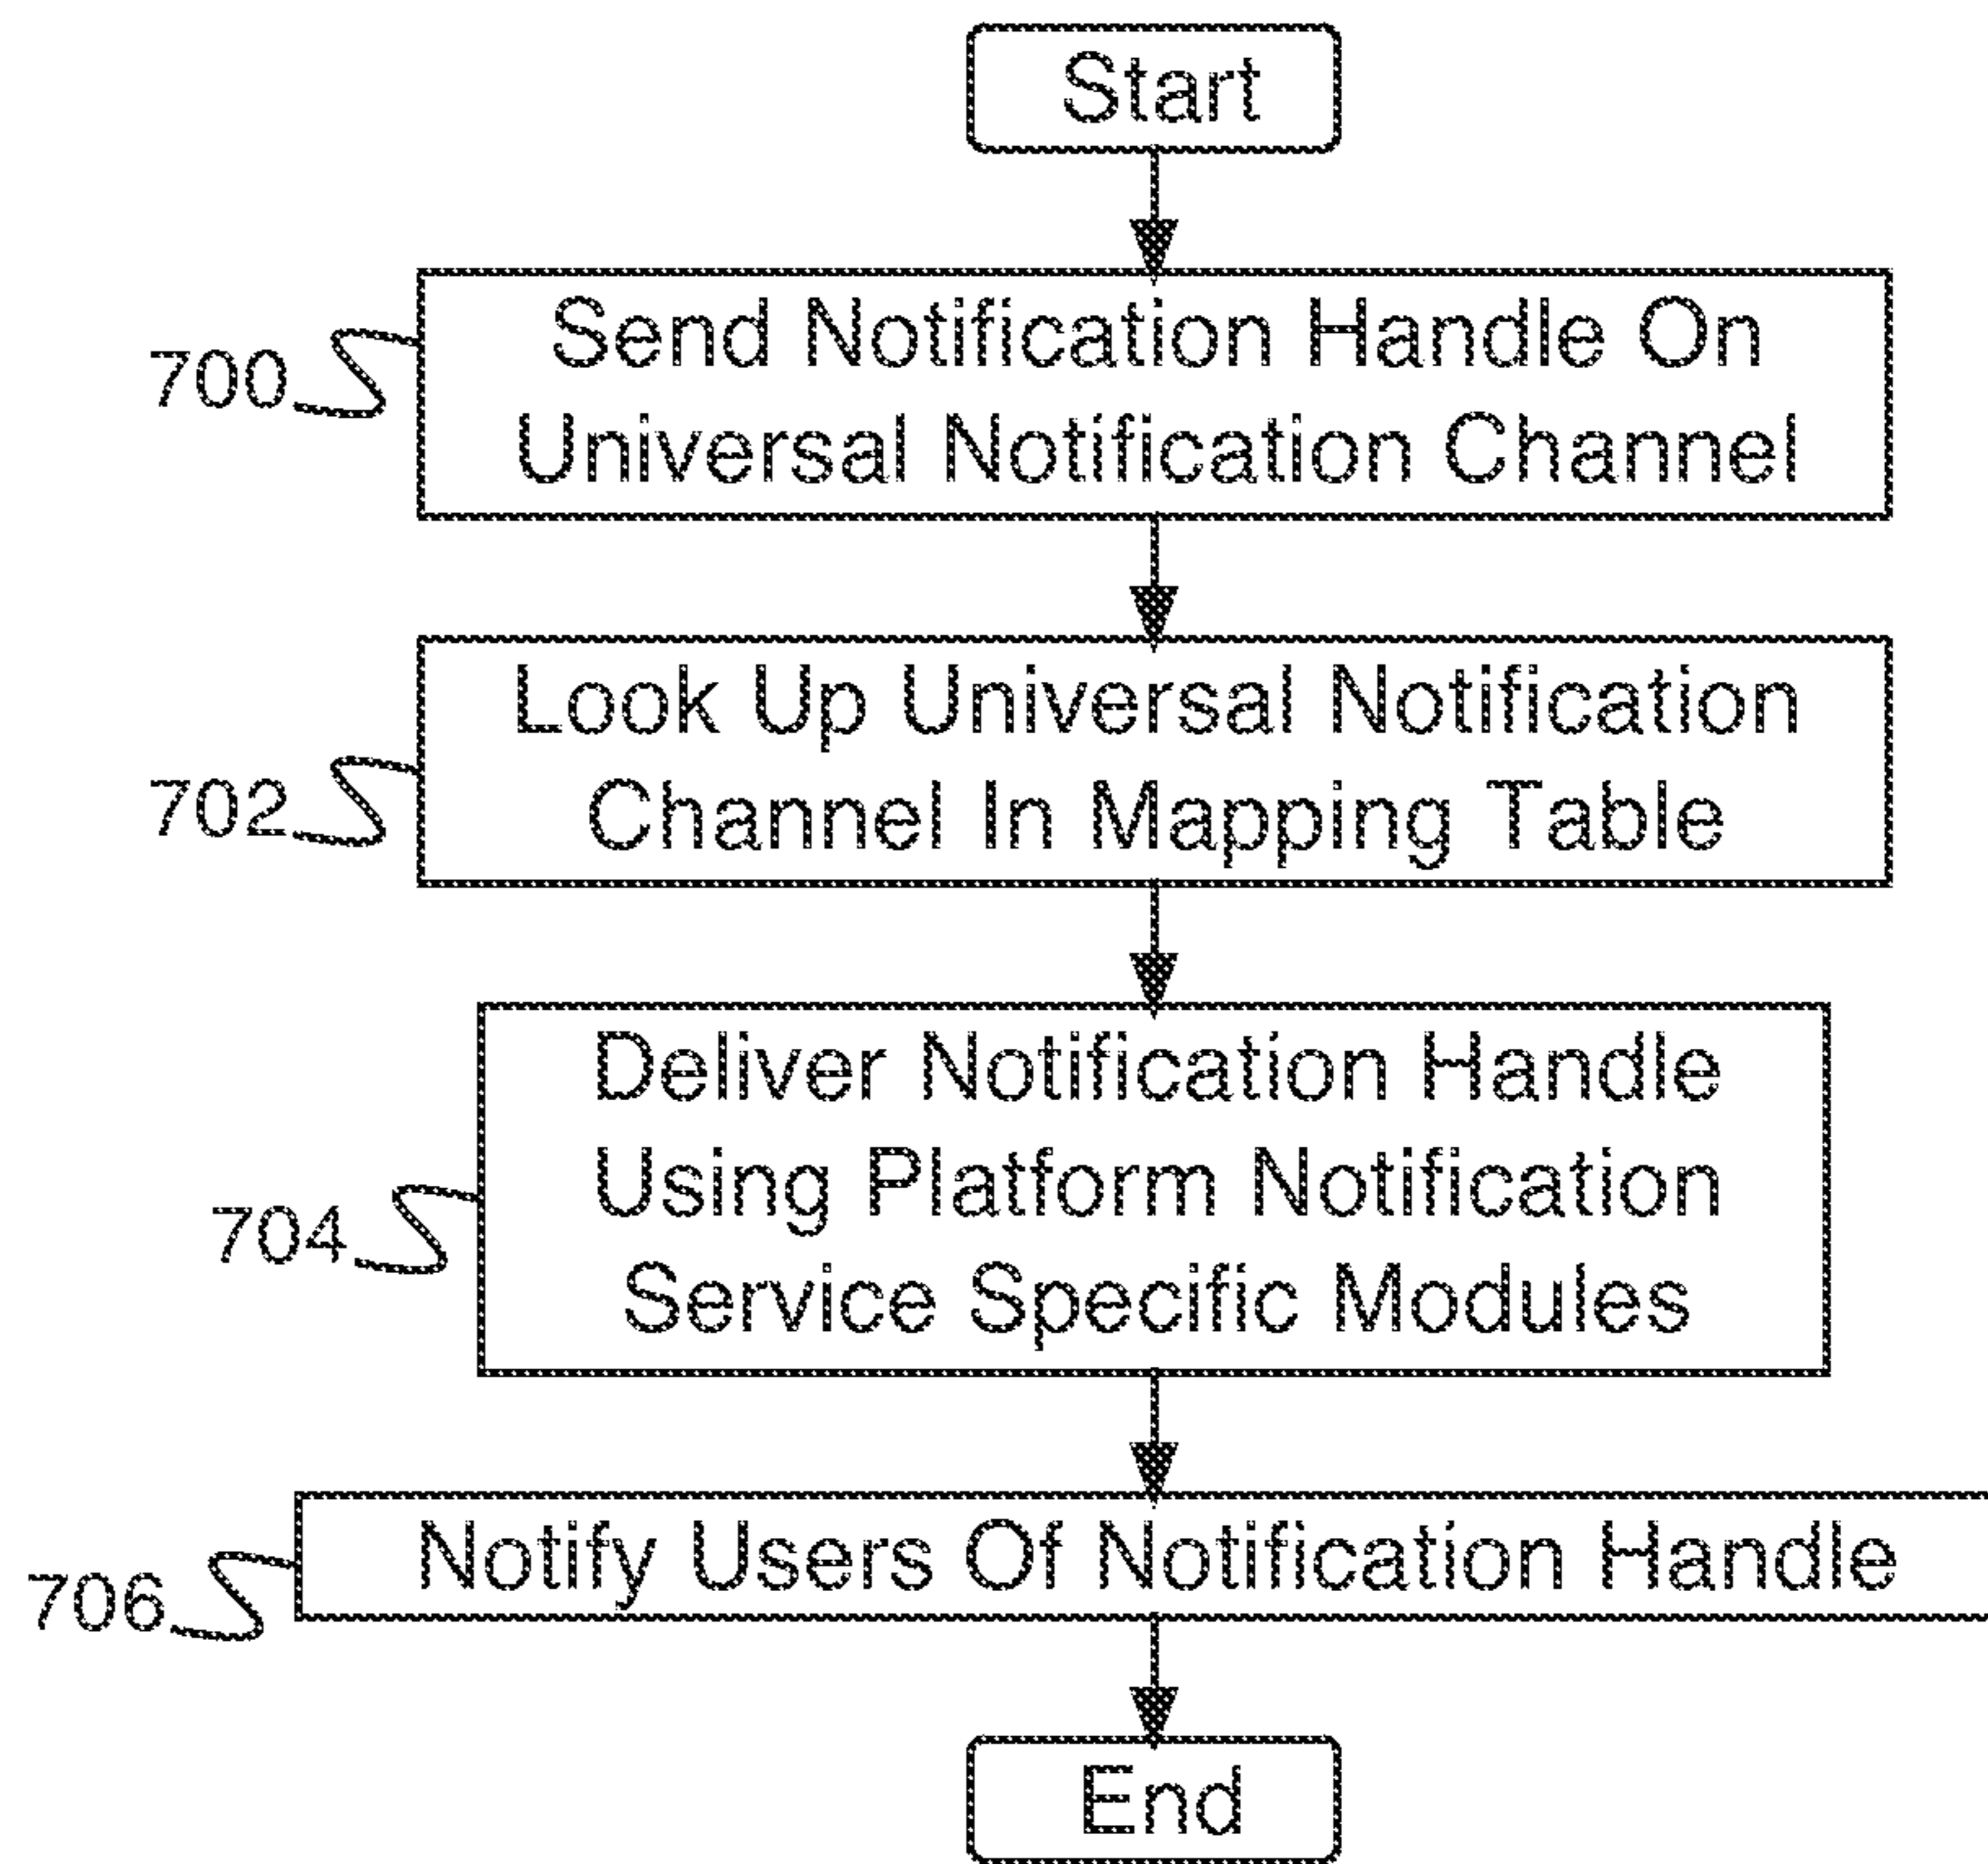 Start
Send Notification Handle On
Universal Notification Channel
700
Look Up Universal Notification
Channel In Mapping Table
702
Deliver Notification Handle
Using Platform Notification
Service Specific Modules
704
Notify Users Of Notification Handle
706
End